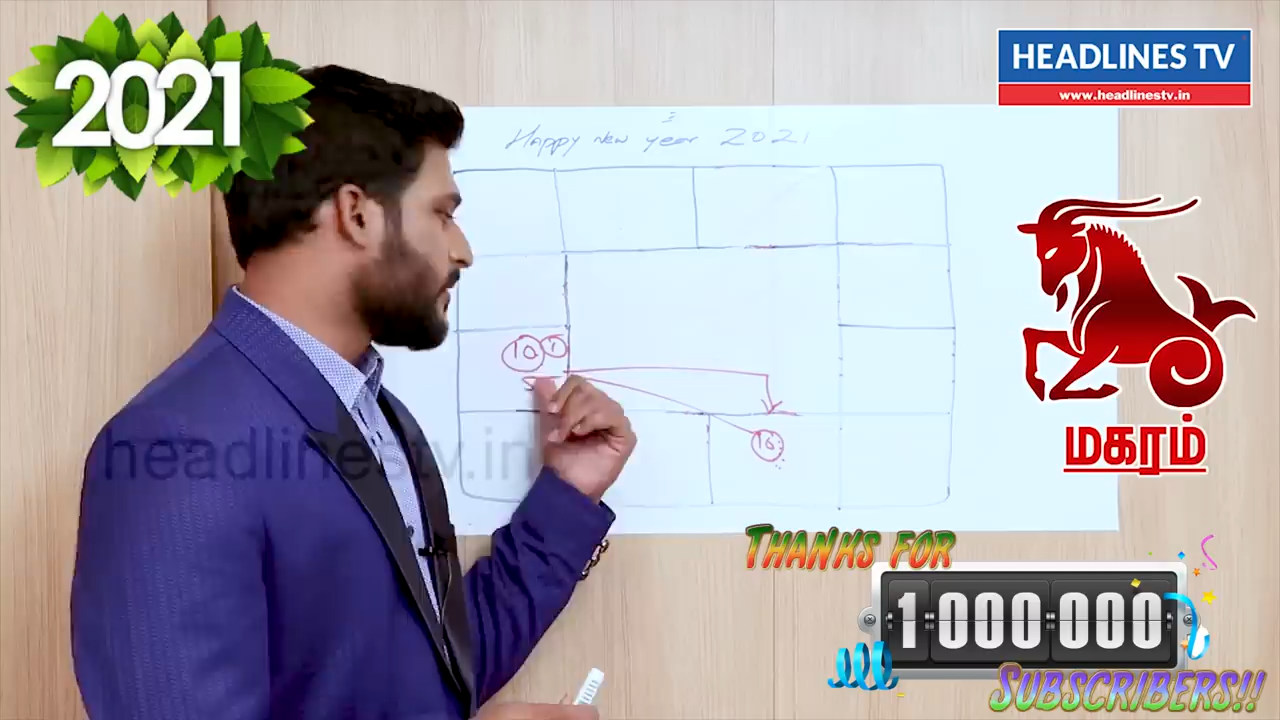 2021
HEADLINES TV
www.headlinestv.in
Happy New year 2021
10
headlinestv.in
மகரம்
THANKS FOR
1 000 000
SUBSCRIBERS!!